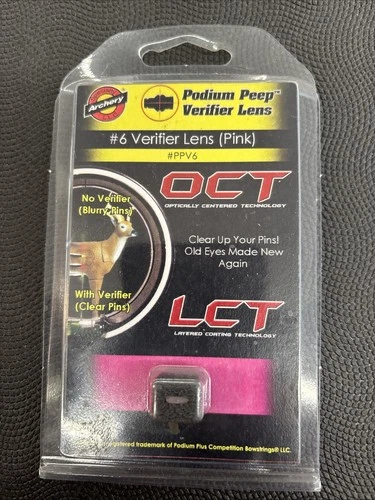 Archery
Podium Peep™
Verifier Lens
#6 Verifier Lens (Pink)
#PPV6
No Verifier
(Blurry Pins)
OCT
OPTICALLY CENTERED TECHNOLOGY
Clear Up Your Pins!
Old Eyes Made New
Again
With Verifier
(Clear Pins)
LCT
LAYERED COATING TECHNOLOGY
registered trademark of Podium Plus Competition Bowstrings® LLC.